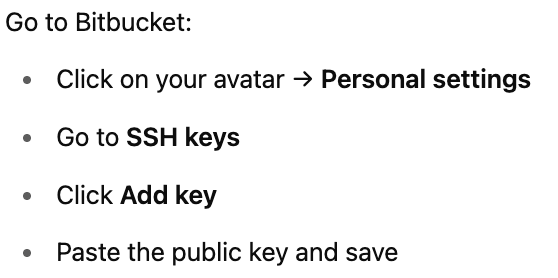 Go to Bitbucket:
• Click on your avatar → Personal settings
• Go to SSH keys
• Click Add key
• Paste the public key and save